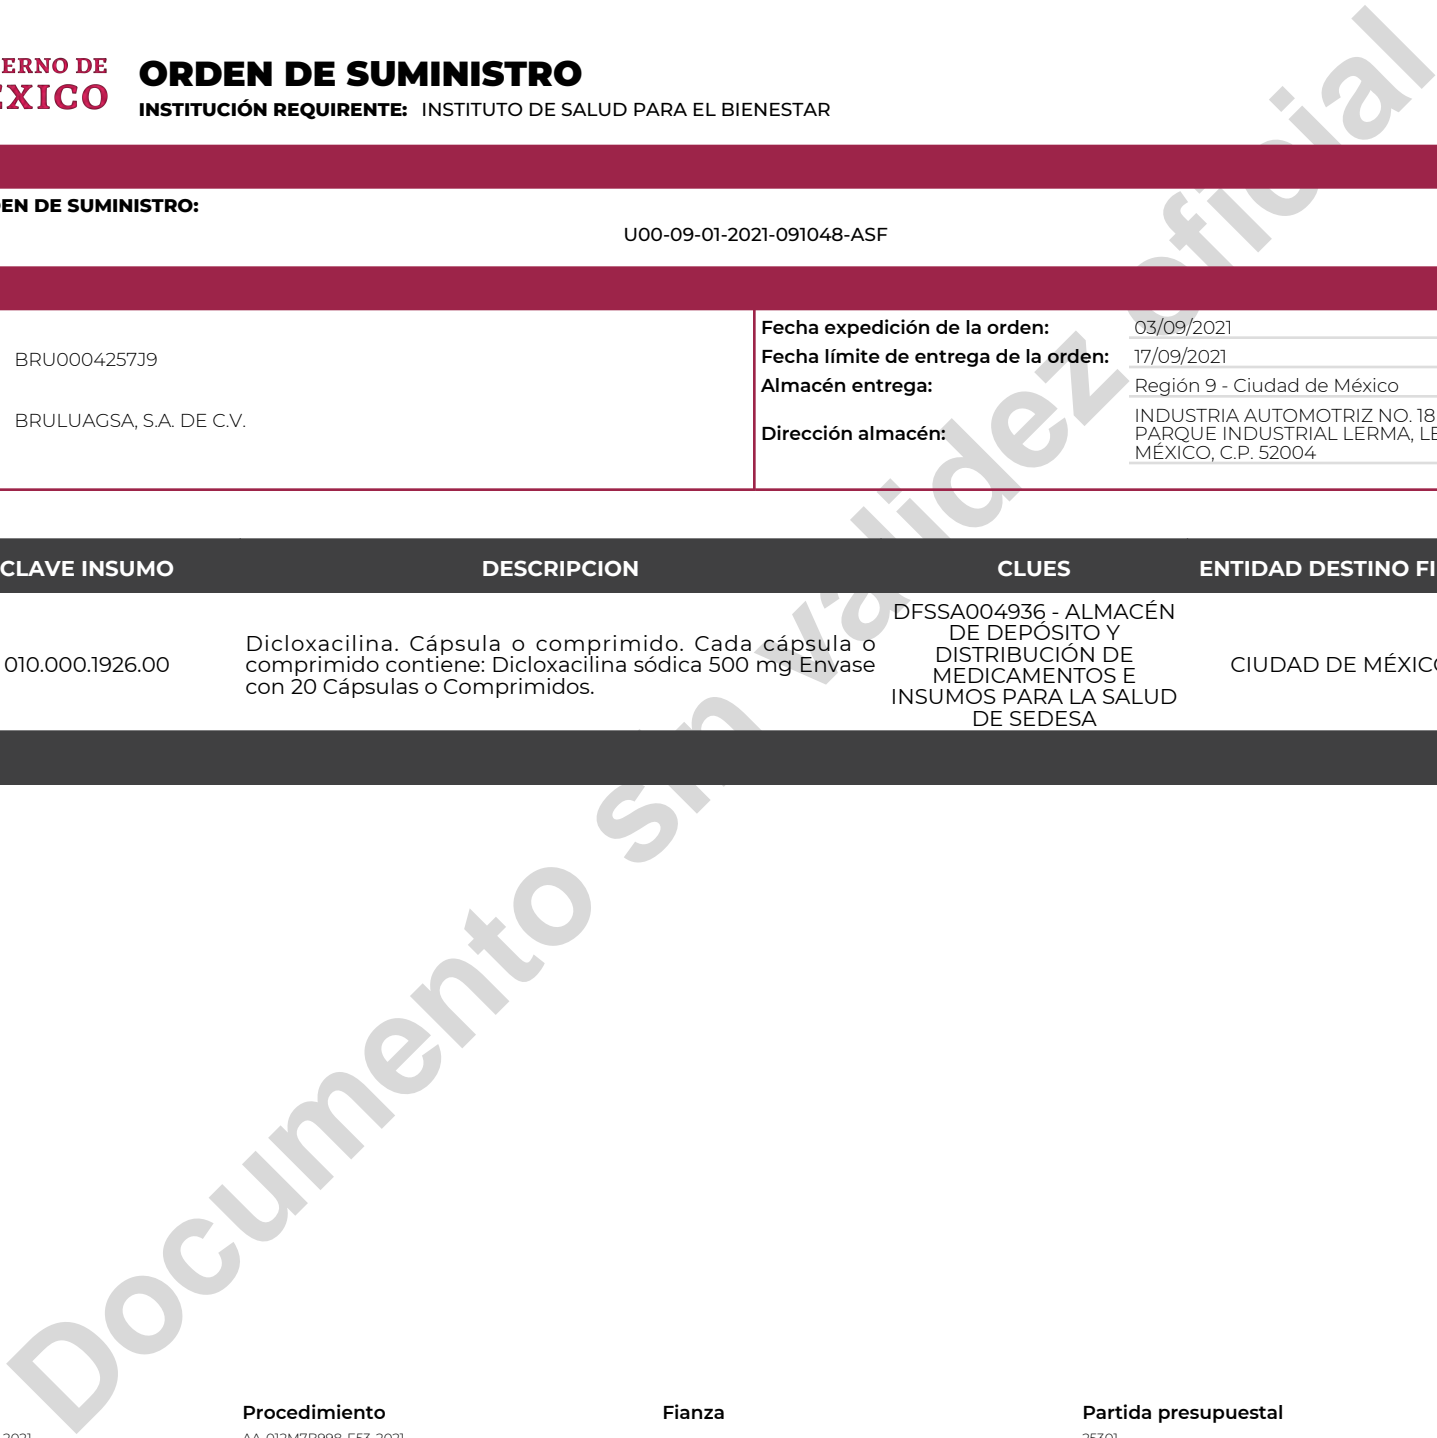 ERNO DE
EXICO
ORDEN DE SUMINISTRO
INSTITUCIÓN REQUIRENTE: INSTITUTO DE SALUD PARA EL BIENESTAR
EN DE SUMINISTRO:
U00-09-01-2021-091048-ASF
BRU0004257J9
BRULUAGSA, S.A. DE C.V.
Fecha expedición de la orden: 03/09/2021
Fecha límite de entrega de la orden: 17/09/2021
Almacén entrega: Región 9 - Ciudad de México
Dirección almacén:
INDUSTRIA AUTOMOTRIZ NO. 18
PARQUE INDUSTRIAL LERMA, LE
MÉXICO, C.P. 52004
CLAVE INSUMO DESCRIPCION CLUES ENTIDAD DESTINO FI
010.000.1926.00
Dicloxacilina. Cápsula o comprimido. Cada cápsula o
comprimido contiene: Dicloxacilina sódica 500 mg Envase
con 20 Cápsulas o Comprimidos.
DFSSA004936 - ALMACÉN
DE DEPÓSITO Y
DISTRIBUCIÓN DE
MEDICAMENTOS E
INSUMOS PARA LA SALUD
DE SEDESA
CIUDAD DE MÉXICO
Documento sin validez oficial
Procedimiento Fianza Partida presupuestal